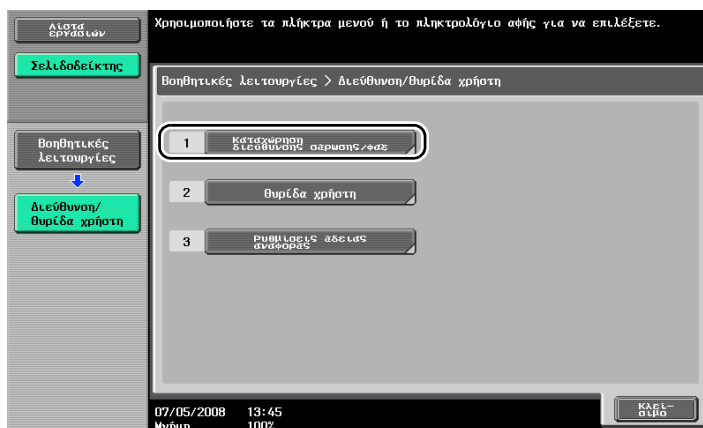 Λίστα
εργασιών
Χρησιμοποιήστε τα πλήκτρα μενού ή το πληκτρολόγιο αφής για να επιλέξετε.
Σελιδοδείκτης
Βοηθητικές λειτουργίες > Διεύθυνση/θυρίδα χρήστη
Βοηθητικές
λειτουργίες
1 Καταχώρηση
διεύθυνσης σάρωσης/φαξ
2 θυρίδα χρήστη
Διεύθυνση/
θυρίδα χρήστη
3 Ρυθμίσεις άδειας
αναφοράς
Κλεί-
σιμο
07/05/2008 13:45
Μνήμη 100%